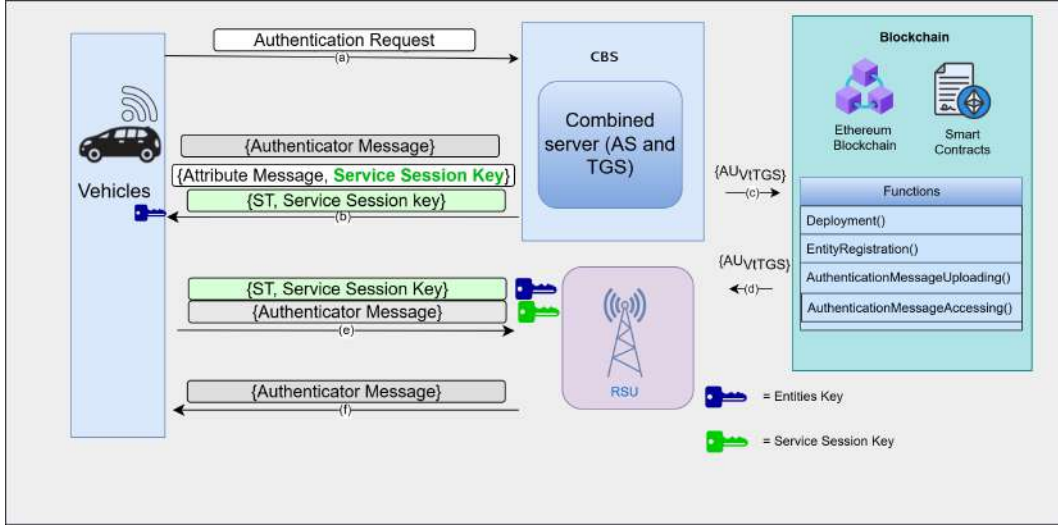 Authentication Request
(a)
CBS
Combined
server (AS and
TGS)
Vehicles
{Authenticator Message}
{Attribute Message, Service Session Key}
{ST, Service Session key}
(b)
{AUVtTGS}
(c)
{AUVtTGS}
(d)
Blockchain
Ethereum
Blockchain
Smart
Contracts
Functions
Deployment()
EntityRegistration()
AuthenticationMessageUploading()
AuthenticationMessageAccessing()
{ST, Service Session Key}
{Authenticator Message}
(e)
RSU
{Authenticator Message}
(f)
= Entities Key
= Service Session Key